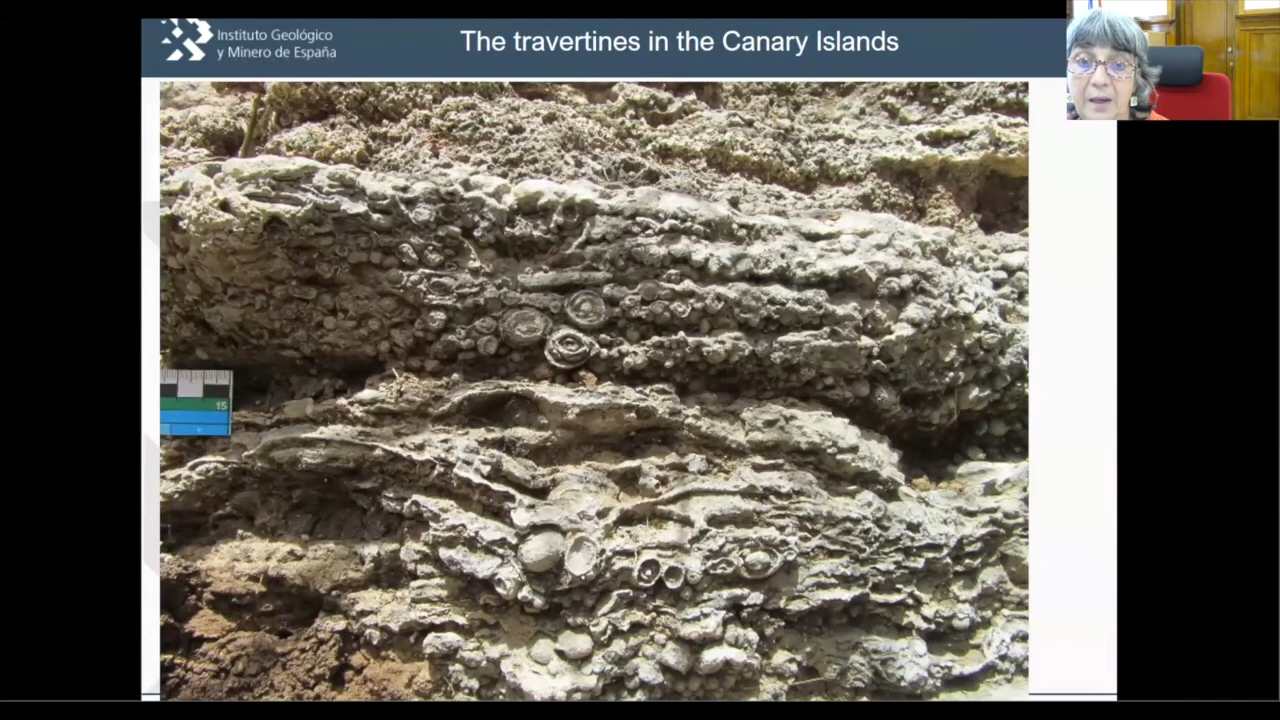 Instituto Geológico
y Minero de España
The travertines in the Canary Islands
15